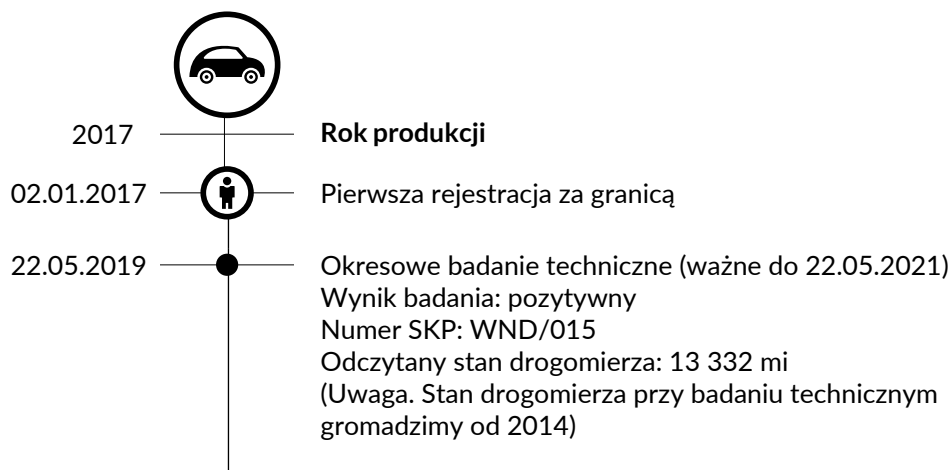 2017 Rok produkcji
02.01.2017 Pierwsza rejestracja za granicą
22.05.2019 Okresowe badanie techniczne (ważne do 22.05.2021)
Wynik badania: pozytywny
Numer SKP: WND/015
Odczytany stan drogomierza: 13 332 mi
(Uwaga. Stan drogomierza przy badaniu technicznym
gromadzimy od 2014)